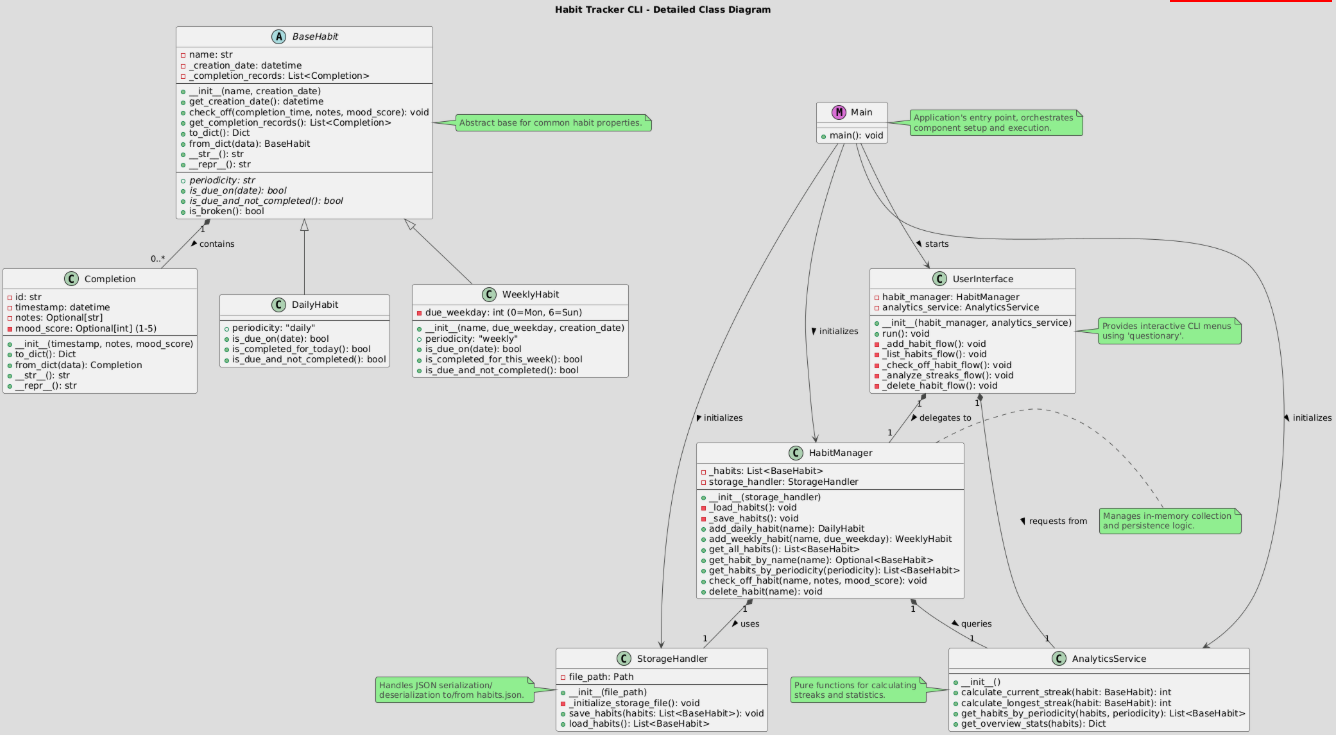 Habit Tracker CLI - Detailed Class Diagram
A BaseHabit
name: str
_creation_date: datetime
_completion_records: List<Completion>
__init__(name, creation_date)
get_creation_date(): datetime
check_off(completion_time, notes, mood_score): void
get_completion_records(): List<Completion>
to_dict(): Dict
from_dict(data): BaseHabit
__str__(): str
__repr__(): str
periodicity: str
is_due_on(date): bool
is_due_and_not_completed(): bool
is_broken(): bool
Abstract base for common habit properties.
M Main
main(): void
Application's entry point, orchestrates
component setup and execution.
1
contains
0..*
starts
C Completion
id: str
timestamp: datetime
notes: Optional[str]
mood_score: Optional[int] (1-5)
__init__(timestamp, notes, mood_score)
to_dict(): Dict
from_dict(data): Completion
__str__(): str
__repr__(): str
C DailyHabit
periodicity: "daily"
is_due_on(date): bool
is_completed_for_today(): bool
is_due_and_not_completed(): bool
C WeeklyHabit
due_weekday: int (0=Mon, 6=Sun)
__init__(name, due_weekday, creation_date)
periodicity: "weekly"
is_due_on(date): bool
is_completed_for_this_week(): bool
is_due_and_not_completed(): bool
initializes
C UserInterface
habit_manager: HabitManager
analytics_service: AnalyticsService
__init__(habit_manager, analytics_service)
run(): void
_add_habit_flow(): void
_list_habits_flow(): void
_check_off_habit_flow(): void
_analyze_streaks_flow(): void
_delete_habit_flow(): void
Provides interactive CLI menus
using 'questionary'.
1
1
initializes
delegates to
initializes
1
C HabitManager
_habits: List<BaseHabit>
storage_handler: StorageHandler
__init__(storage_handler)
_load_habits(): void
_save_habits(): void
add_daily_habit(name): DailyHabit
add_weekly_habit(name, due_weekday): WeeklyHabit
get_all_habits(): List<BaseHabit>
get_habit_by_name(name): Optional<BaseHabit>
get_habits_by_periodicity(periodicity): List<BaseHabit>
check_off_habit(name, notes, mood_score): void
delete_habit(name): void
requests from
Manages in-memory collection
and persistence logic.
1
1
uses
queries
1
1
1
Handles JSON serialization/
deserialization to/from habits.json.
C StorageHandler
file_path: Path
__init__(file_path)
_initialize_storage_file(): void
save_habits(habits: List<BaseHabit>): void
load_habits(): List<BaseHabit>
Pure functions for calculating
streaks and statistics.
C AnalyticsService
__init__()
calculate_current_streak(habit: BaseHabit): int
calculate_longest_streak(habit: BaseHabit): int
get_habits_by_periodicity(habits, periodicity): List<BaseHabit>
get_overview_stats(habits): Dict